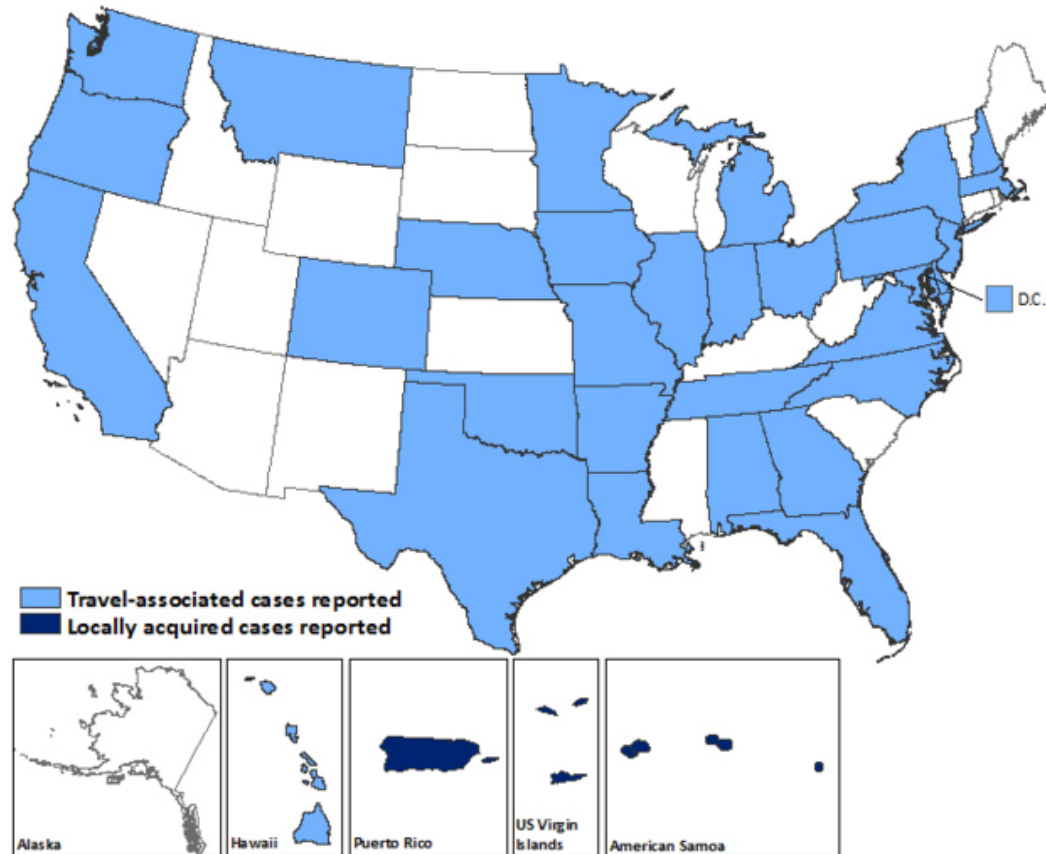 D.C.
Travel-associated cases reported
Locally acquired cases reported
Alaska
Hawaii
Puerto Rico
US Virgin
Islands
American Samoa